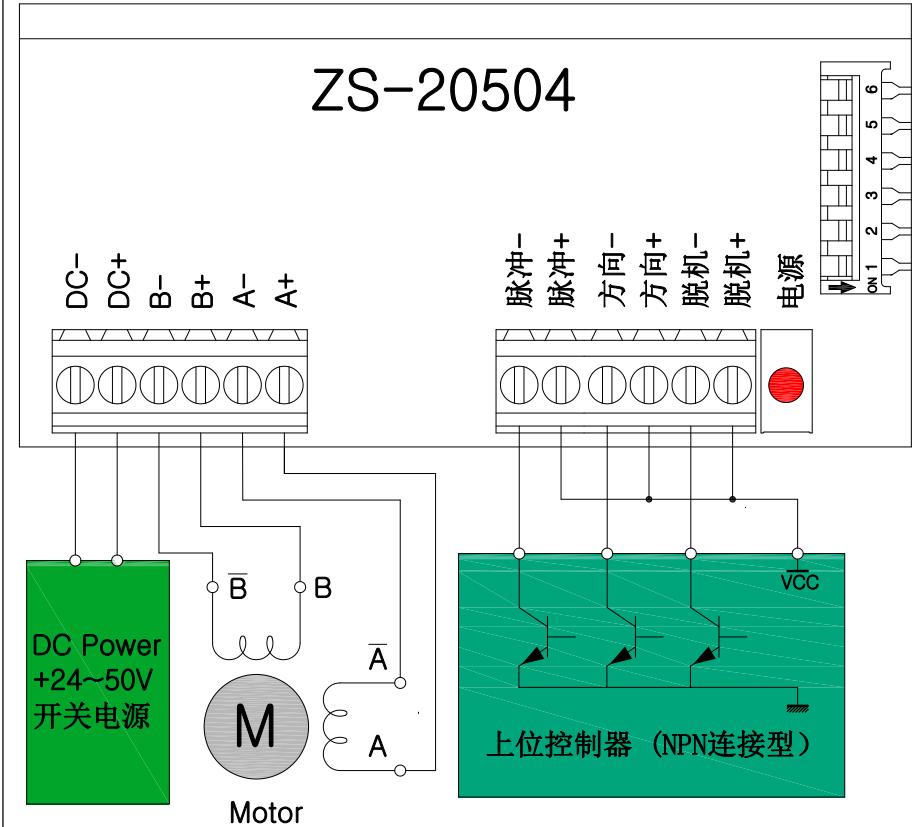 ZS-20504
6
5
4
3
2
ON 1
DC-
DC+
B-
B+
A-
A+
脉冲-
脉冲+
方向-
方向+
脱机-
脱机+
电源
DC Power
+24~50V
开关电源
B̅
B
A̅
A
M
Motor
VCC
上位控制器（NPN连接型）